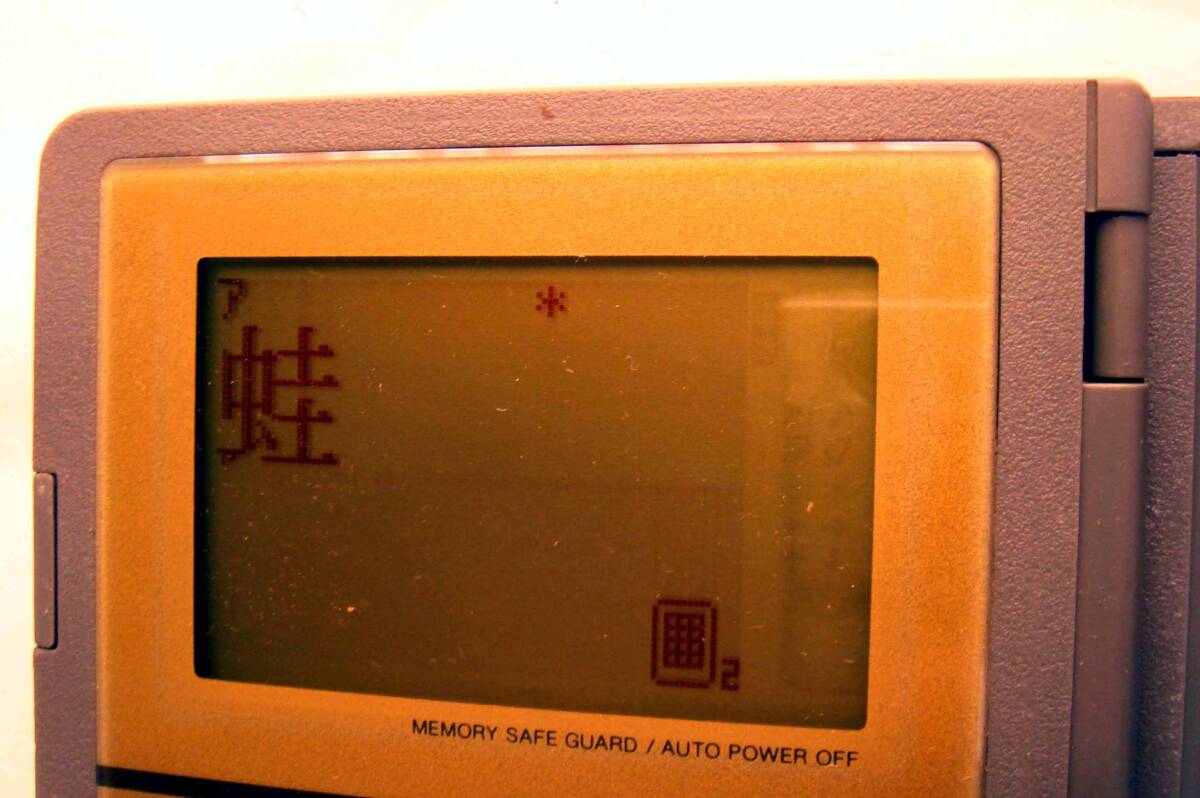 ア *
蛙
2
MEMORY SAFE GUARD / AUTO POWER OFF